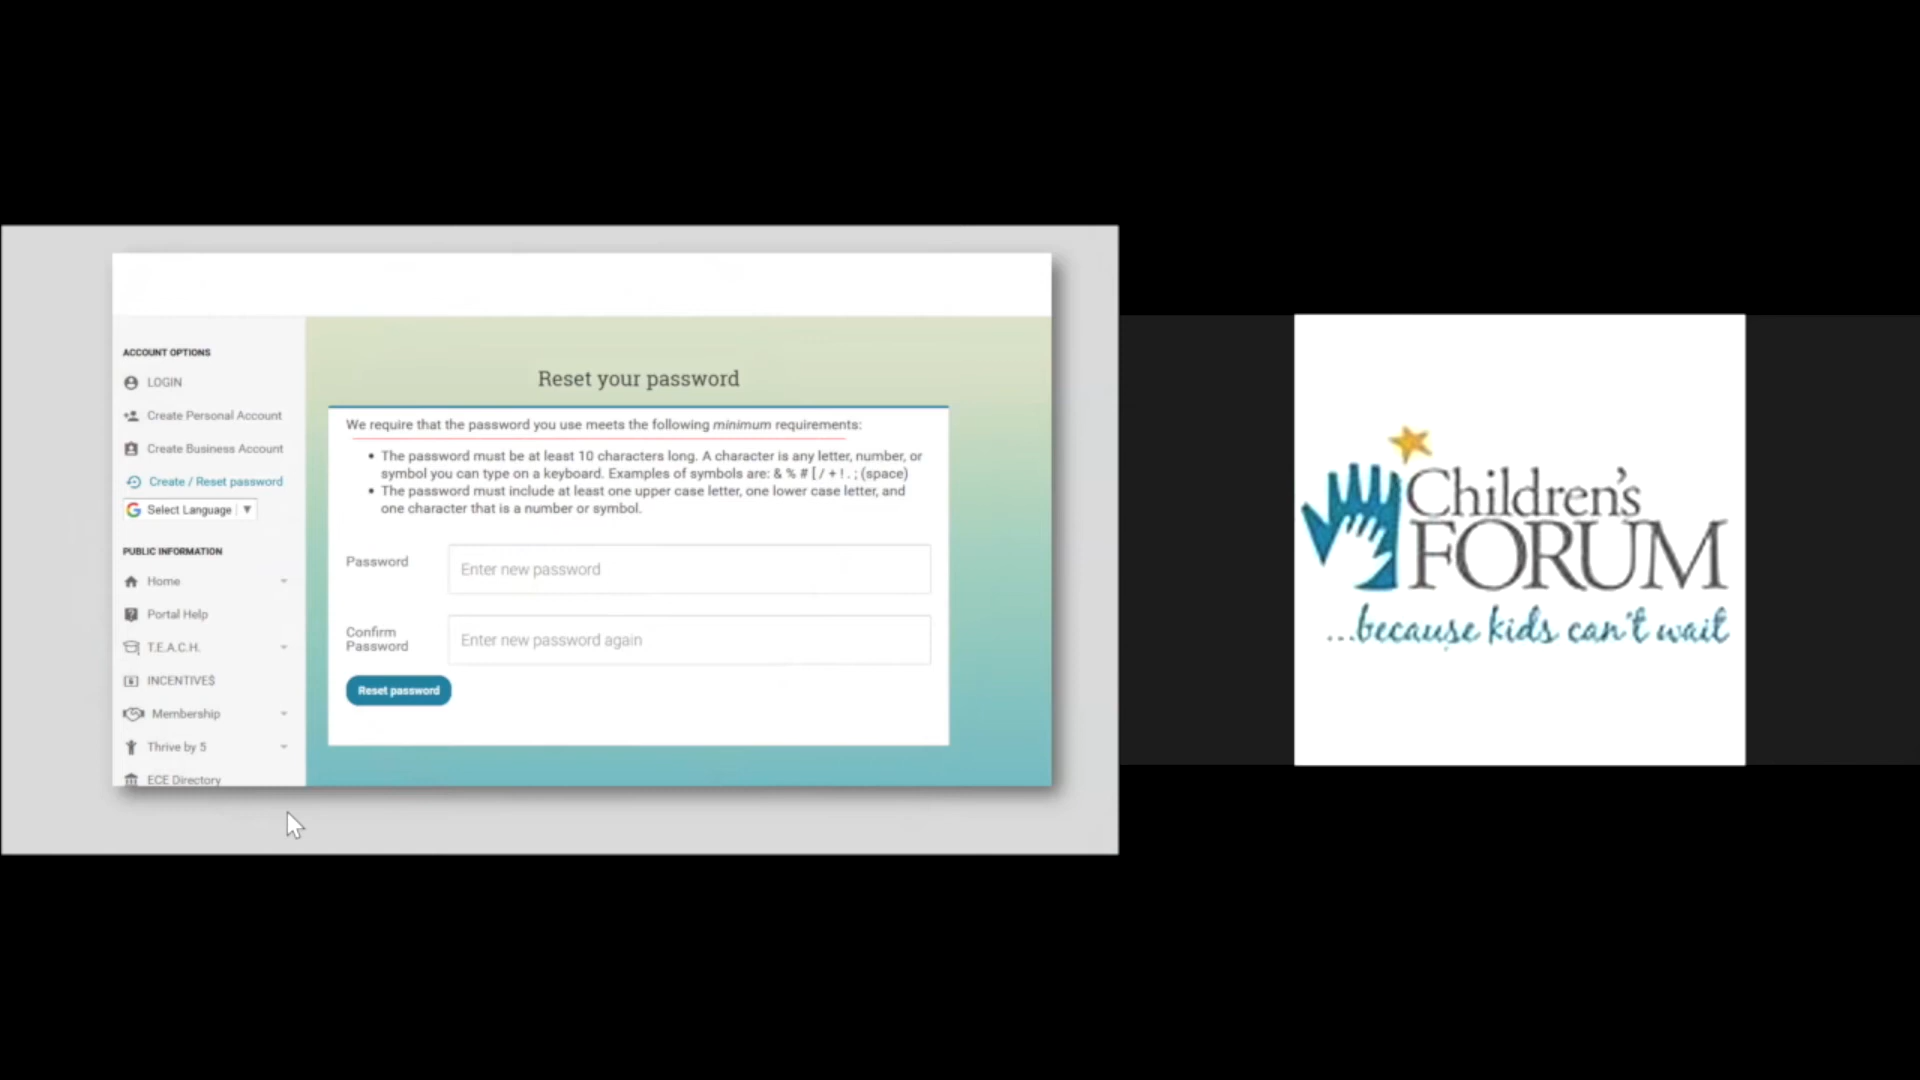 ACCOUNT OPTIONS
LOGIN
Create Personal Account
Create Business Account
Create / Reset password
Select Language ▼
PUBLIC INFORMATION
Home
Portal Help
T.E.A.C.H.
INCENTIVE$
Membership
Thrive by 5
ECE Directory
Reset your password
We require that the password you use meets the following minimum requirements:
• The password must be at least 10 characters long. A character is any letter, number, or
symbol you can type on a keyboard. Examples of symbols are: & % # [ / + ! . ; (space)
• The password must include at least one upper case letter, one lower case letter, and
one character that is a number or symbol.
Password
Enter new password
Confirm
Password
Enter new password again
Reset password
Children's
FORUM
...because kids can't wait